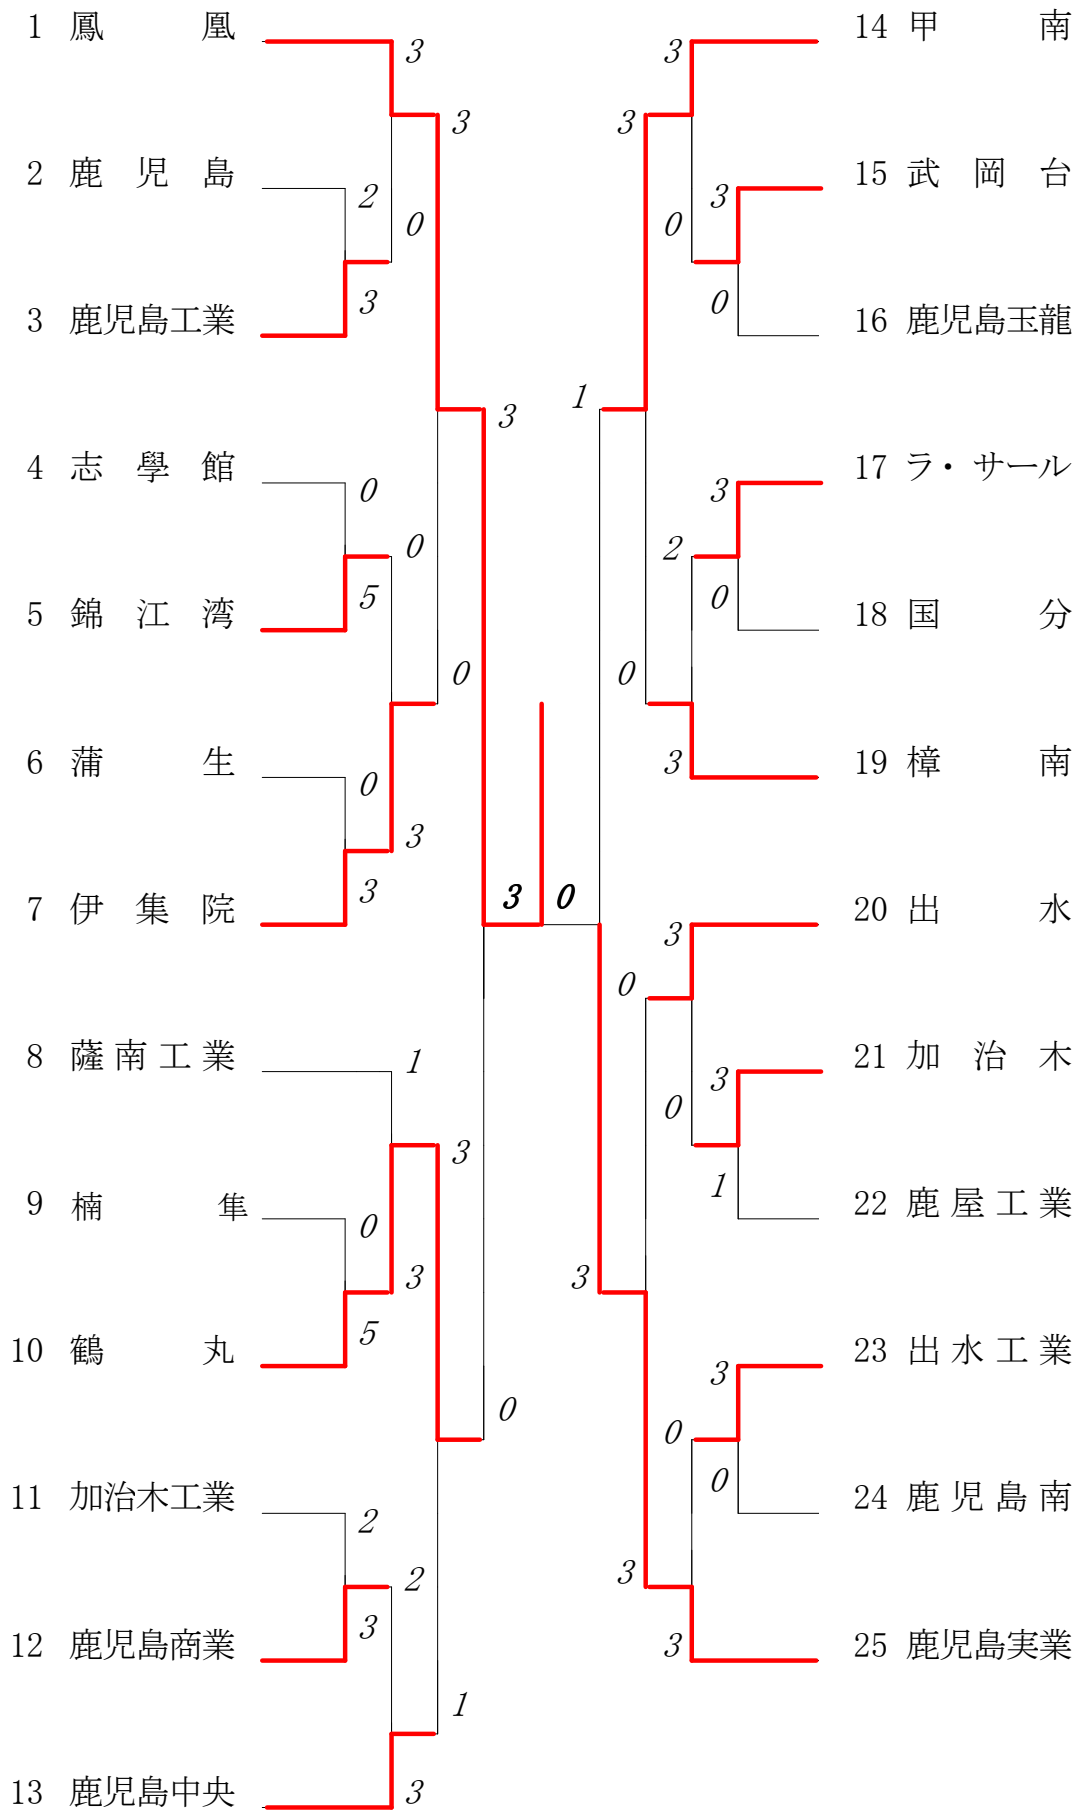 1 鳳凰
3
3
2 鹿児島
2
0
3 鹿児島工業
3
3
4 志學館
0
0
5 錦江湾
5
0
6 蒲生
0
3
7 伊集院
3
8 薩南工業
1
3
9 楠隼
0
3
10 鶴丸
5
0
11 加治木工業
2
2
12 鹿児島商業
3
1
13 鹿児島中央
3
3 0
14 甲南
3
3
15 武岡台
3
0
16 鹿児島玉龍
0
1
17 ラ・サール
3
2
18 国分
0
0
19 樟南
3
20 出水
3
0
21 加治木
3
0
22 鹿屋工業
1
3
23 出水工業
3
0
24 鹿児島南
0
3
25 鹿児島実業
3